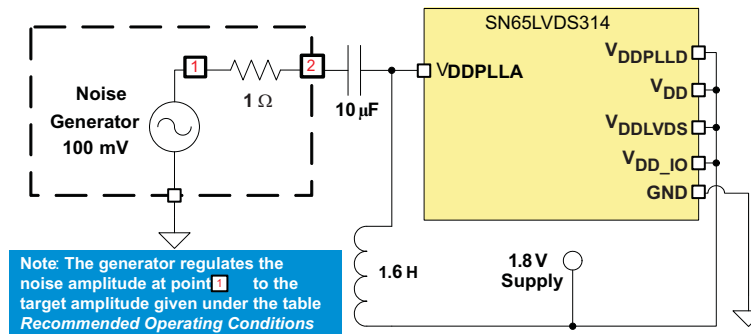 SN65LVDS314
1
2
1 Ω
10 µF
Noise
Generator
100 mV
VDDPLLA
VDDPLLD
VDD
VDDLVDS
VDD_IO
GND
1.6 H
1.8 V
Supply
Note: The generator regulates the
noise amplitude at point 1 to the
target amplitude given under the table
Recommended Operating Conditions